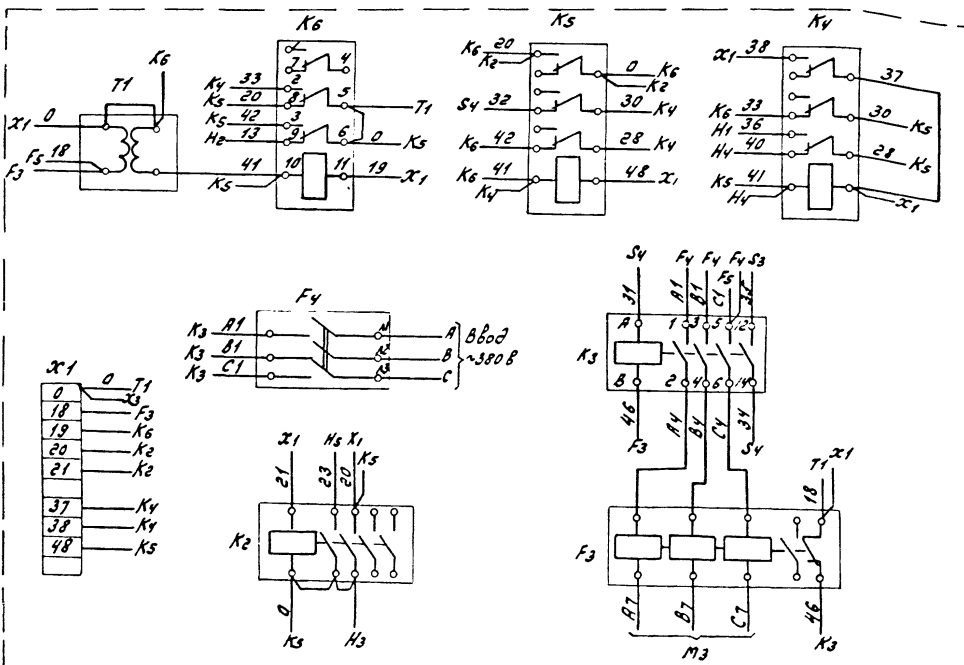 K6
K5
K4
T1
K6
X1 0
F5 18
F3
K4 33
K5 20
K5 42
H2 13
1
7
2
8
3
9
10
4
5
6
11
T1
0 K5
41
K5
19 X1
K6 20
K2
0 K6
K2
S4 32
30 K4
K6 42
28 K4
K6 41
K4
48 X1
X1 38
37
K6 33
H1 36
30 K5
H4 40
28 K5
K5 41
H4
X1
F4
K3 A1
K3 B1
K3 C1
A
B
C
Ввод
~380 В
S4 F4 F4 F5 F4 S3
31 A1 B1 C1 35
K3
A 1 3 5 12
B 2 4 6 14
46 A4 B4 C4 34
F3 S4
X1
0 T1
X3
0
18 F3
19 K6
20 K2
21 K2
37 K4
38 K4
48 K5
X1 H5 X1 K5
21 23 20
K2
0
K5 H3
T1 X1
18
F3
A7 B7 C7 46
M3
K3